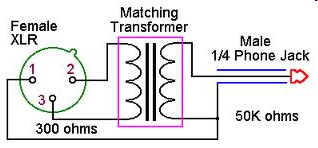 Matching
Transformer
Female
XLR
Male
1/4 Phone Jack
1
2
3
300 ohms
50K ohms